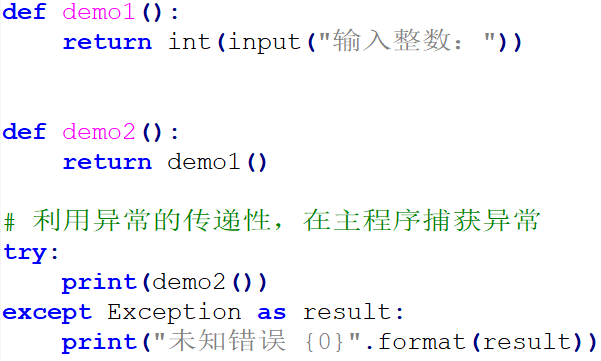 def demo1():
    return int(input("输入整数："))
def demo2():
    return demo1()
# 利用异常的传递性，在主程序捕获异常
try:
    print(demo2())
except Exception as result:
    print("未知错误 {0}".format(result))